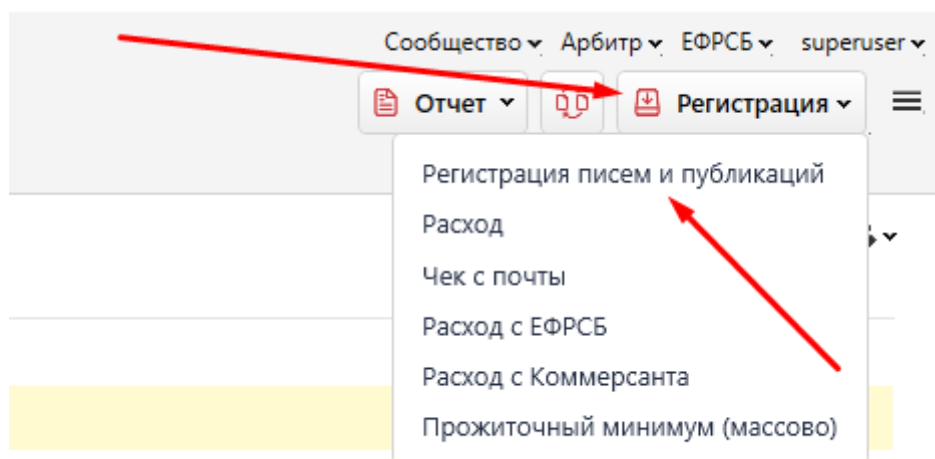 Сообщество Арбитр ЕФРСБ superuser
Отчет Регистрация
Регистрация писем и публикаций
Расход
Чек с почты
Расход с ЕФРСБ
Расход с Коммерсанта
Прожиточный минимум (массово)